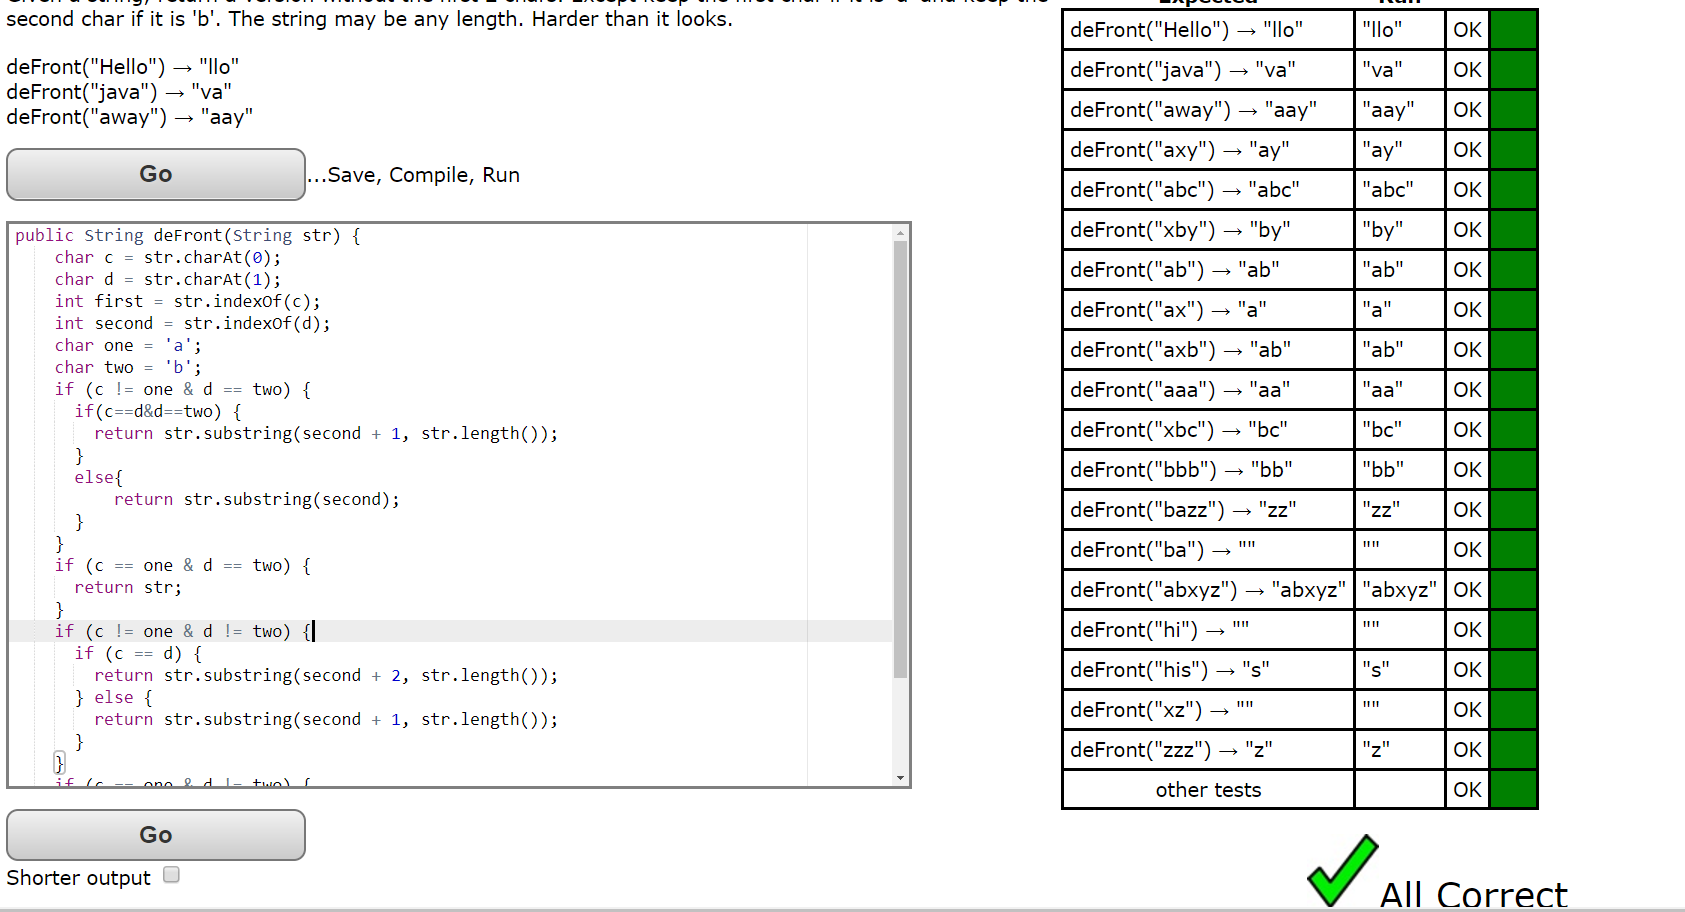 Given a string, return a version without the first 2 chars. Except keep the first char if it is 'a' and keep the
second char if it is 'b'. The string may be any length. Harder than it looks.
deFront("Hello") → "llo"
deFront("java") → "va"
deFront("away") → "aay"
Go ...Save, Compile, Run
public String deFront(String str) {
char c = str.charAt(0);
char d = str.charAt(1);
int first = str.indexOf(c);
int second = str.indexOf(d);
char one = 'a';
char two = 'b';
if (c != one & d == two) {
if(c==d&d==two) {
return str.substring(second + 1, str.length());
}
else{
return str.substring(second);
}
}
if (c == one & d == two) {
return str;
}
if (c != one & d != two) {
if (c == d) {
return str.substring(second + 2, str.length());
} else {
return str.substring(second + 1, str.length());
}
}
if (c == one & d != two) {
Go
Shorter output
Expected Run
deFront("Hello") → "llo" "llo" OK
deFront("java") → "va" "va" OK
deFront("away") → "aay" "aay" OK
deFront("axy") → "ay" "ay" OK
deFront("abc") → "abc" "abc" OK
deFront("xby") → "by" "by" OK
deFront("ab") → "ab" "ab" OK
deFront("ax") → "a" "a" OK
deFront("axb") → "ab" "ab" OK
deFront("aaa") → "aa" "aa" OK
deFront("xbc") → "bc" "bc" OK
deFront("bbb") → "bb" "bb" OK
deFront("bazz") → "zz" "zz" OK
deFront("ba") → "" "" OK
deFront("abxyz") → "abxyz" "abxyz" OK
deFront("hi") → "" "" OK
deFront("his") → "s" "s" OK
deFront("xz") → "" "" OK
deFront("zzz") → "z" "z" OK
other tests OK
All Correct